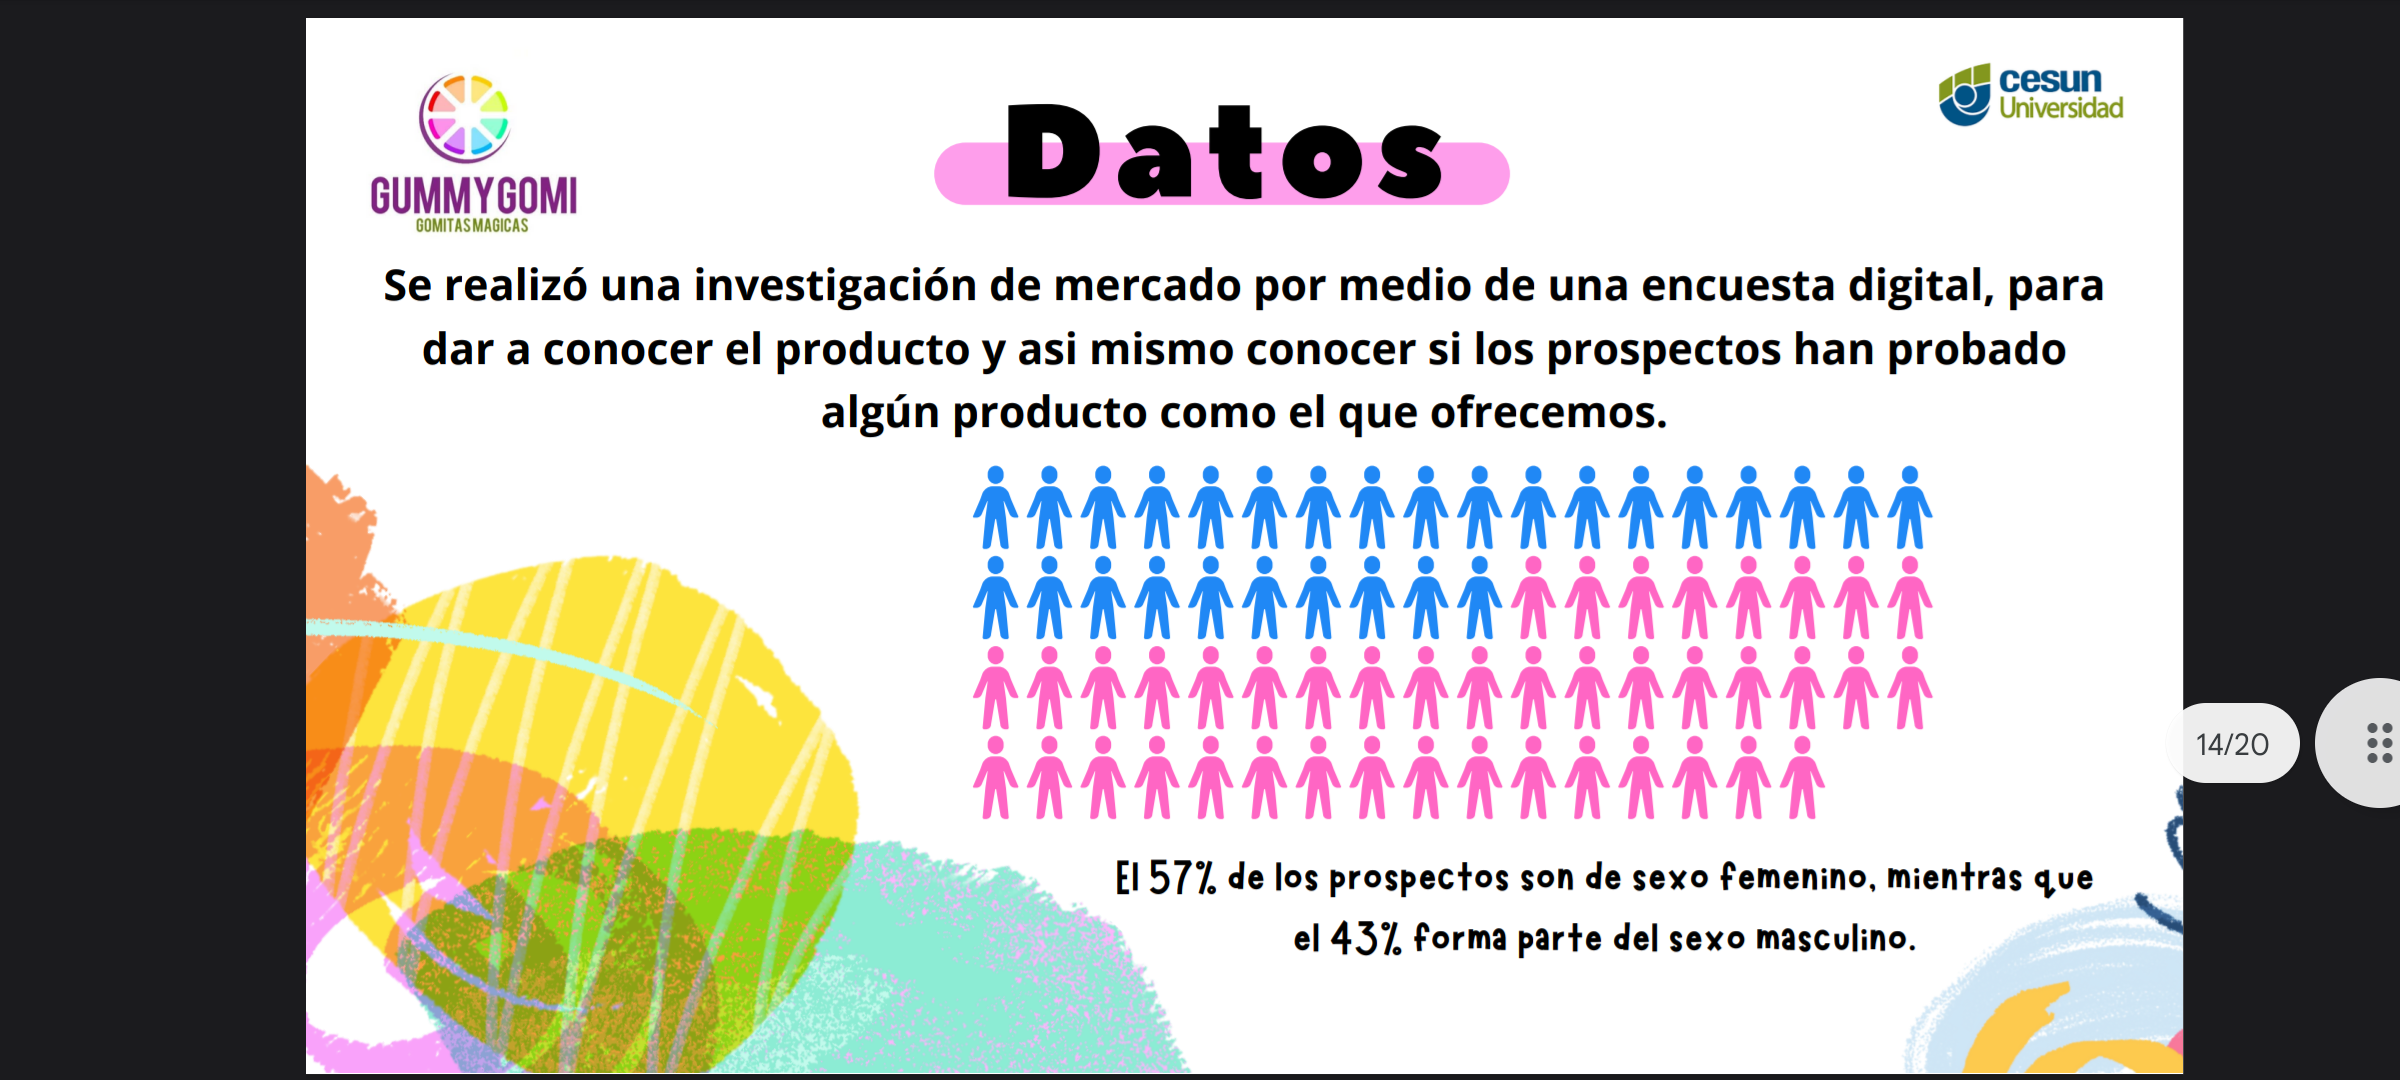 GUMMYGOMI
GOMITAS MAGICAS
Datos
cesun
Universidad
Se realizó una investigación de mercado por medio de una encuesta digital, para
dar a conocer el producto y asi mismo conocer si los prospectos han probado
algún producto como el que ofrecemos.
El 57% de los prospectos son de sexo femenino, mientras que
el 43% forma parte del sexo masculino.
14/20